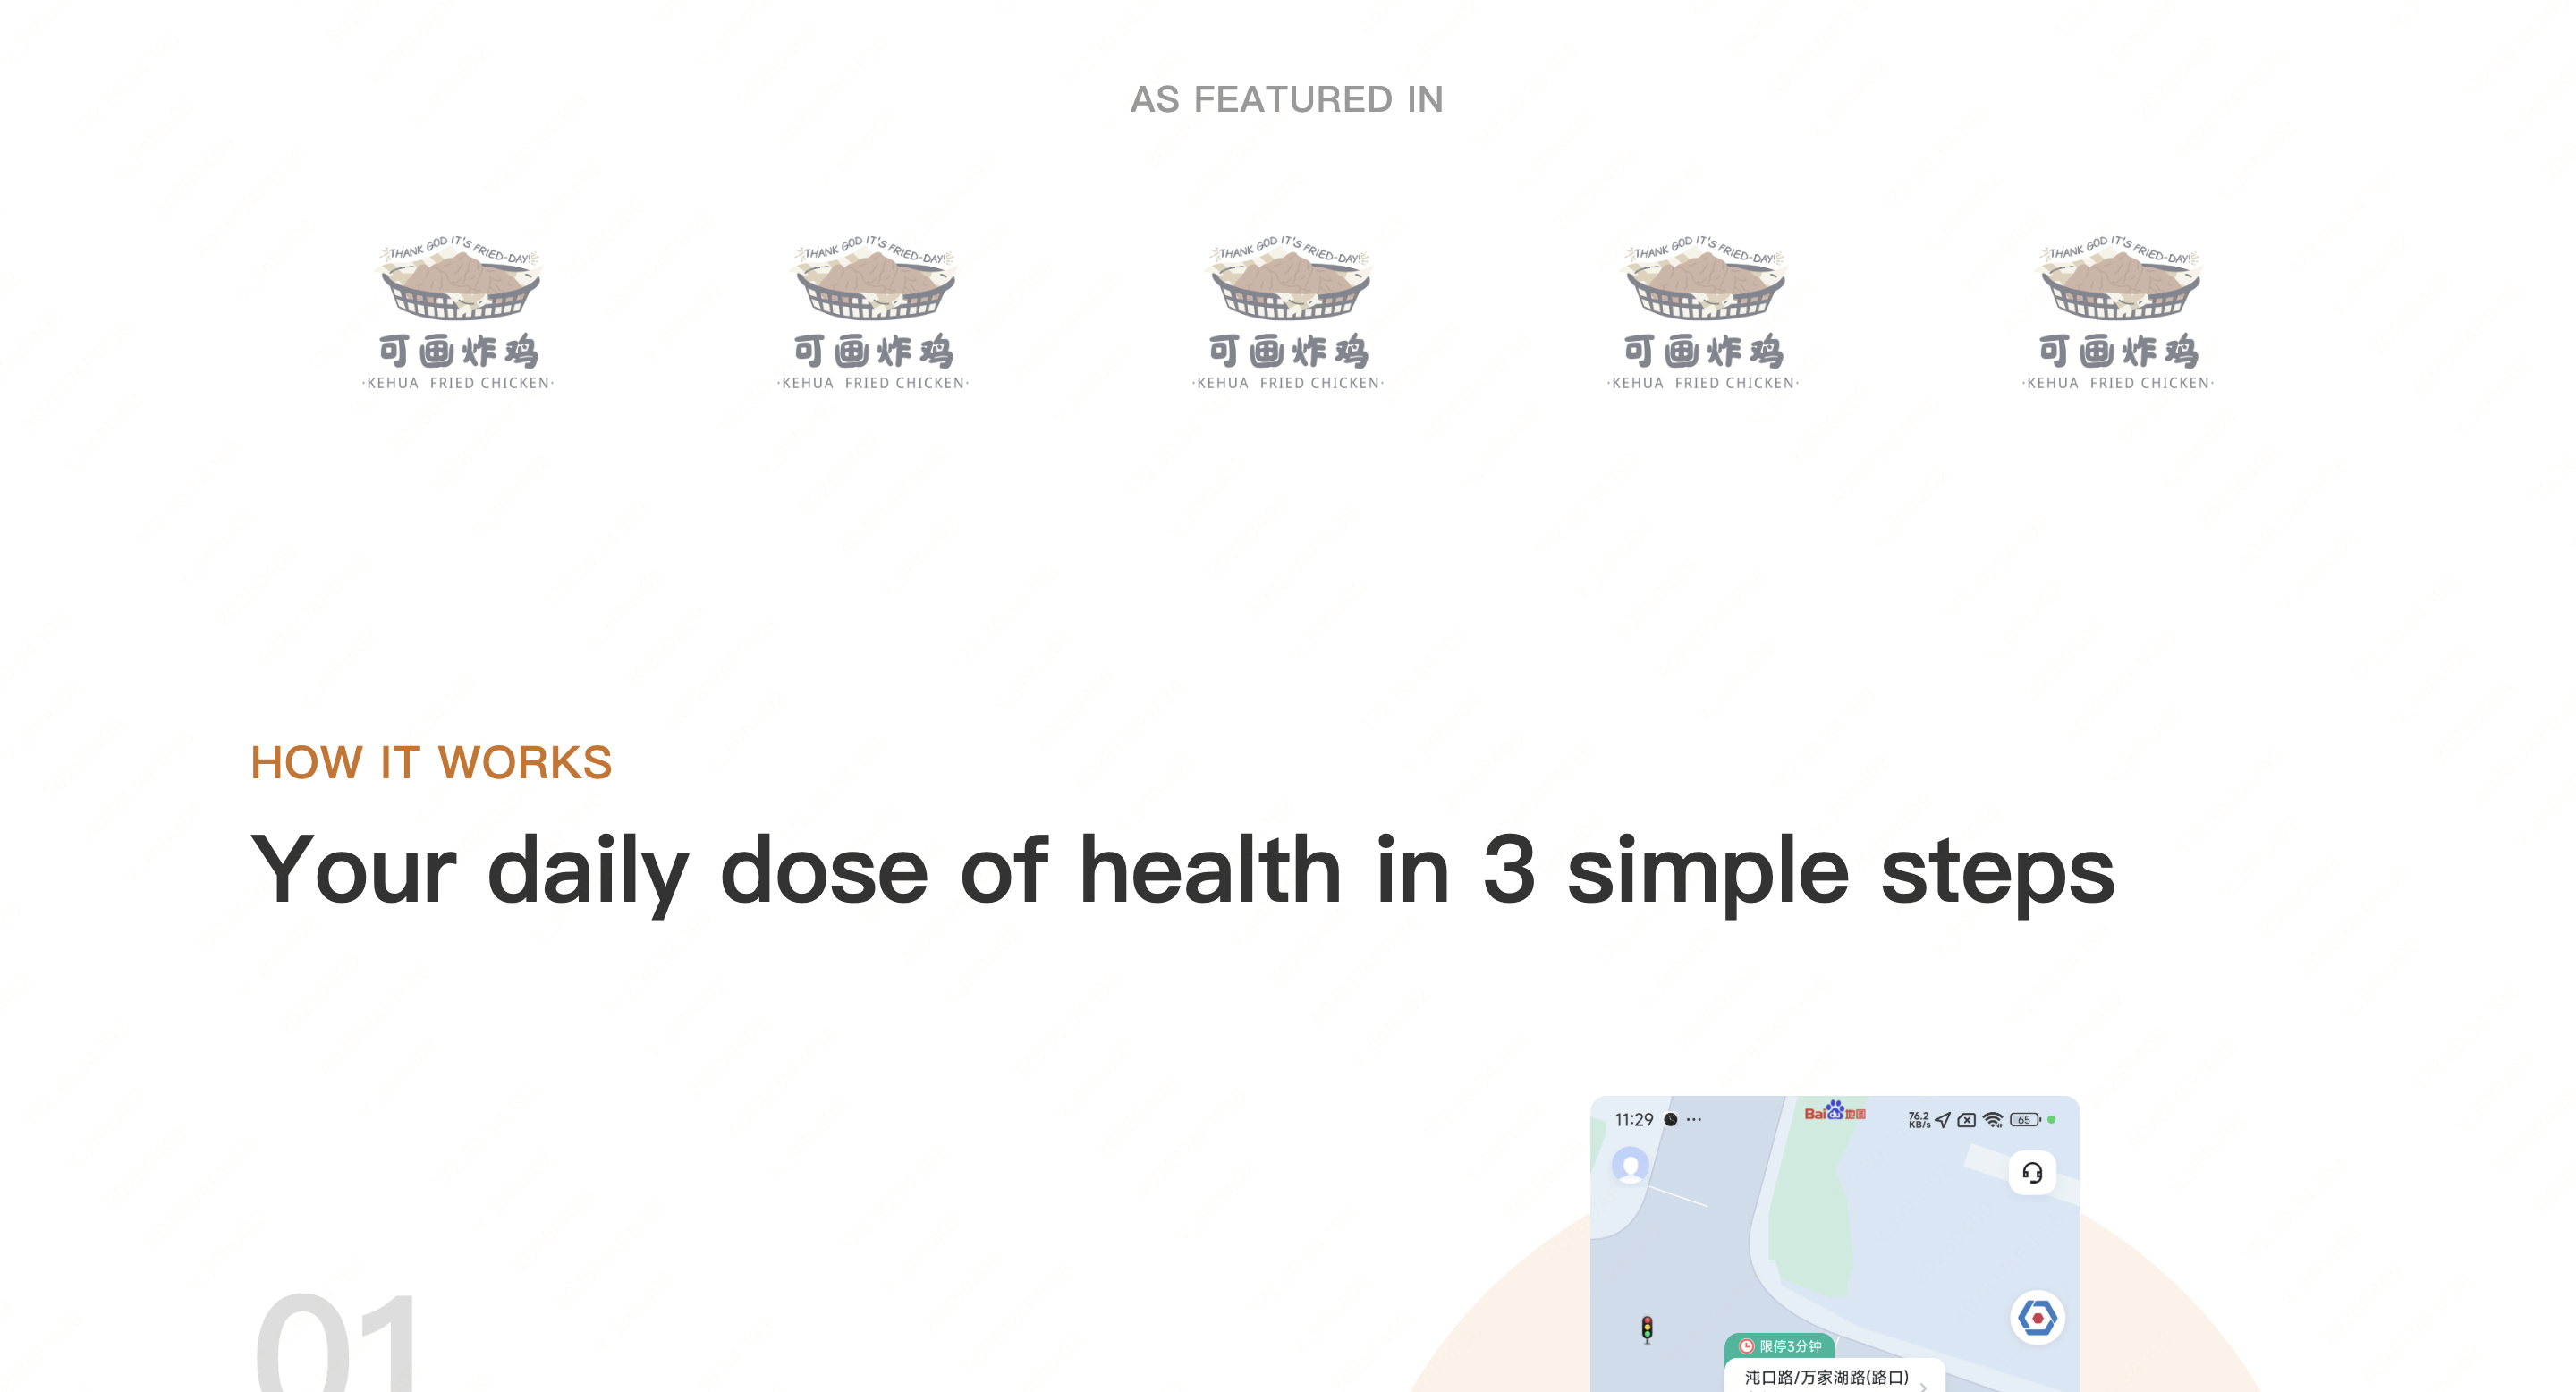 AS FEATURED IN
THANK GOD IT'S FRIED-DAY!
可画炸鸡
·KEHUA FRIED CHICKEN·
THANK GOD IT'S FRIED-DAY!
可画炸鸡
·KEHUA FRIED CHICKEN·
THANK GOD IT'S FRIED-DAY!
可画炸鸡
·KEHUA FRIED CHICKEN·
THANK GOD IT'S FRIED-DAY!
可画炸鸡
·KEHUA FRIED CHICKEN·
THANK GOD IT'S FRIED-DAY!
可画炸鸡
·KEHUA FRIED CHICKEN·
HOW IT WORKS
Your daily dose of health in 3 simple steps
01
11:29 ···
Baidu地图
76.2 KB/s
65
限停3分钟
沌口路/万家湖路(路口)